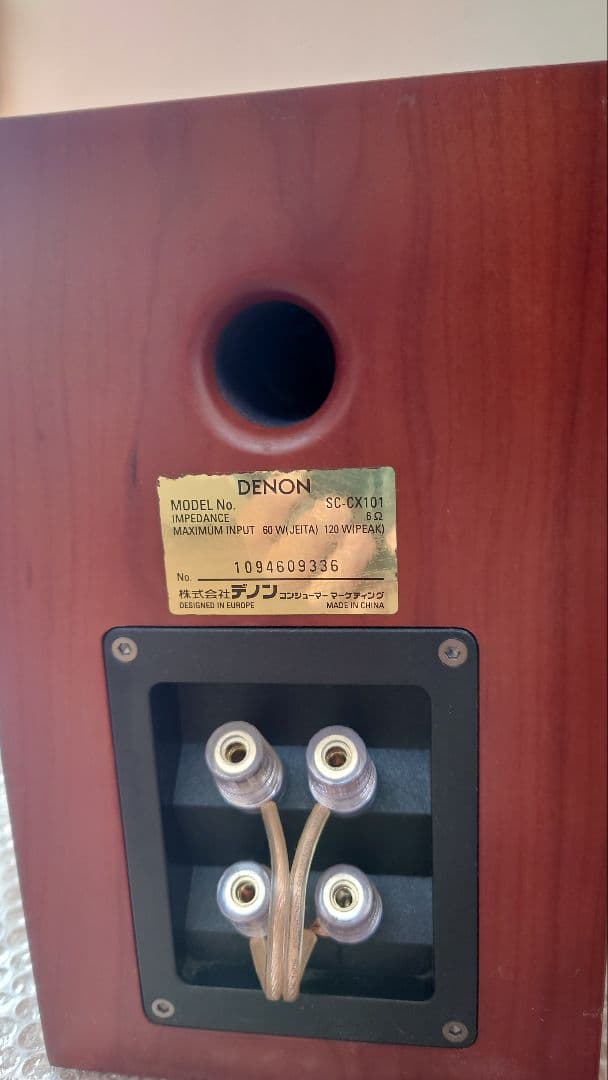 DENON
MODEL No. SC-CX101
IMPEDANCE 6Ω
MAXIMUM INPUT 60 W(JEITA) 120 W(PEAK)
No. 1094609336
株式会社デノン コンシューマー マーケティング
DESIGNED IN EUROPE MADE IN CHINA